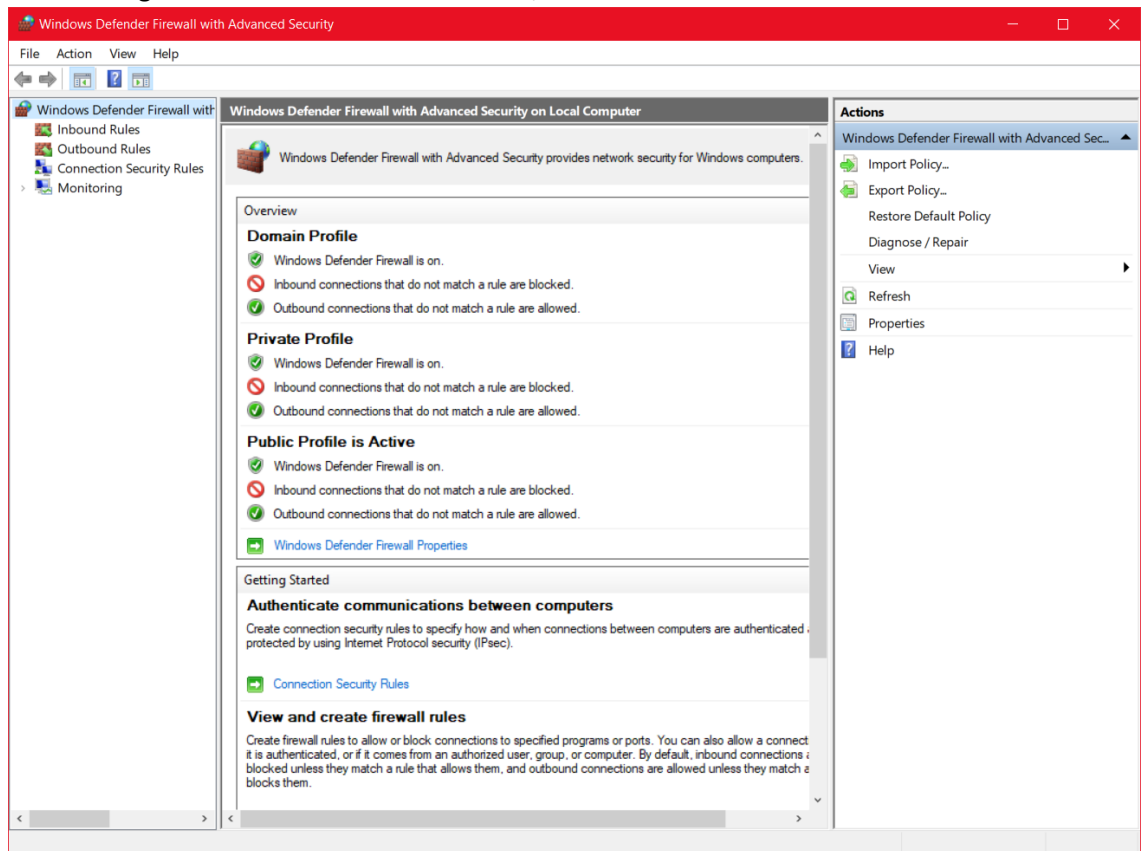 Windows Defender Firewall with Advanced Security
File Action View Help
Windows Defender Firewall with
Inbound Rules
Outbound Rules
Connection Security Rules
Monitoring
Windows Defender Firewall with Advanced Security on Local Computer
Windows Defender Firewall with Advanced Security provides network security for Windows computers.
Overview
Domain Profile
Windows Defender Firewall is on.
Inbound connections that do not match a rule are blocked.
Outbound connections that do not match a rule are allowed.
Private Profile
Windows Defender Firewall is on.
Inbound connections that do not match a rule are blocked.
Outbound connections that do not match a rule are allowed.
Public Profile is Active
Windows Defender Firewall is on.
Inbound connections that do not match a rule are blocked.
Outbound connections that do not match a rule are allowed.
Windows Defender Firewall Properties
Getting Started
Authenticate communications between computers
Create connection security rules to specify how and when connections between computers are authenticated
protected by using Internet Protocol security (IPsec).
Connection Security Rules
View and create firewall rules
Create firewall rules to allow or block connections to specified programs or ports. You can also allow a connect
it is authenticated, or if it comes from an authorized user, group, or computer. By default, inbound connections
blocked unless they match a rule that allows them, and outbound connections are allowed unless they match a
blocks them.
Actions
Windows Defender Firewall with Advanced Sec...
Import Policy...
Export Policy...
Restore Default Policy
Diagnose / Repair
View
Refresh
Properties
Help